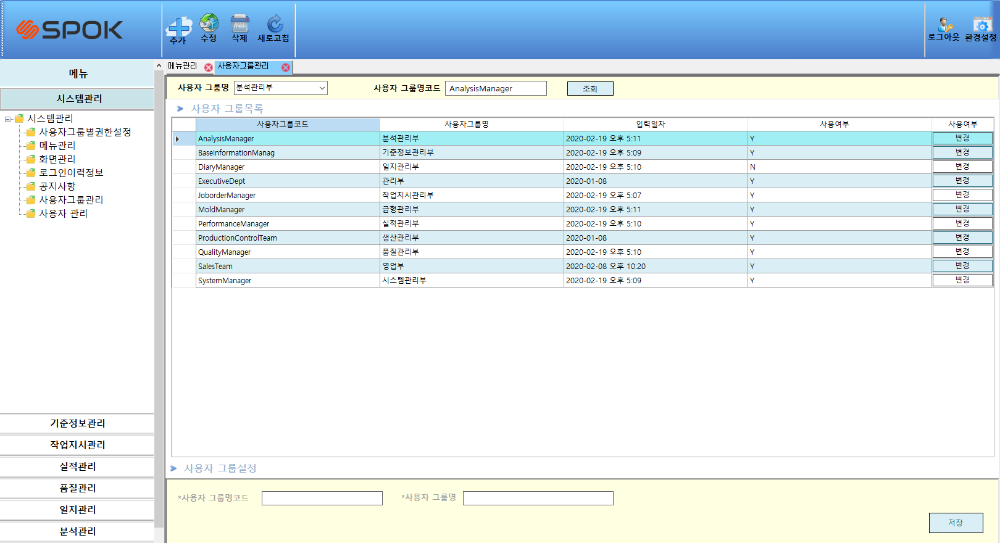 SPOK
추가 수정 삭제 새로고침
로그아웃 환경설정
메뉴
시스템관리
시스템관리
사용자그룹별권한설정
메뉴관리
화면관리
로그인이력정보
공지사항
사용자그룹관리
사용자 관리
기준정보관리
작업지시관리
실적관리
품질관리
일지관리
분석관리
메뉴관리 사용자그룹관리
사용자 그룹명 분석관리부 사용자 그룹명코드 AnalysisManager 조회
사용자 그룹목록
사용자그룹코드 사용자그룹명 입력일자 사용여부 사용여부
AnalysisManager 분석관리부 2020-02-19 오후 5:11 Y 변경
BaseInformationManag 기준정보관리부 2020-02-19 오후 5:09 Y 변경
DiaryManager 일지관리부 2020-02-19 오후 5:10 N 변경
ExecutiveDept 관리부 2020-01-08 Y 변경
JoborderManager 작업지시관리부 2020-02-19 오후 5:07 Y 변경
MoldManager 금형관리부 2020-02-19 오후 5:11 Y 변경
PerformanceManager 실적관리부 2020-02-19 오후 5:10 Y 변경
ProductionControlTeam 생산관리부 2020-01-08 Y 변경
QualityManager 품질관리부 2020-02-19 오후 5:10 Y 변경
SalesTeam 영업부 2020-02-08 오후 10:20 Y 변경
SystemManager 시스템관리부 2020-02-19 오후 5:09 Y 변경
사용자 그룹설정
*사용자 그룹명코드 *사용자 그룹명
저장